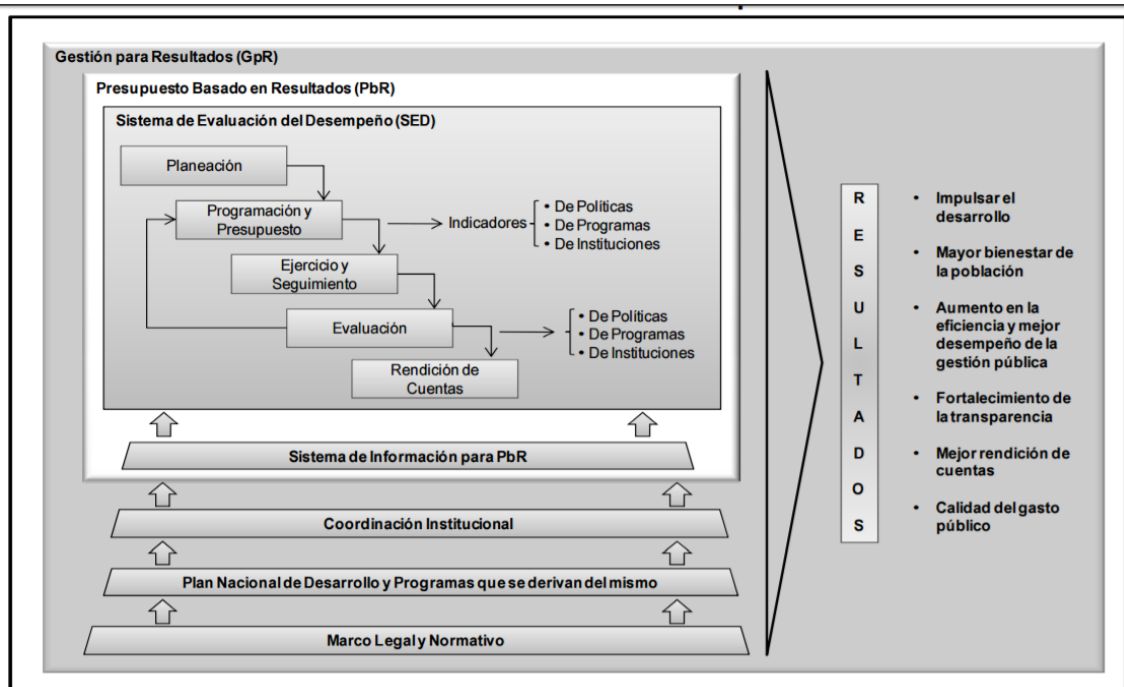 Gestión para Resultados (GpR)
Presupuesto Basado en Resultados (PbR)
Sistema de Evaluación del Desempeño (SED)
Planeación
Programación y
Presupuesto
Indicadores
• De Políticas
• De Programas
• De Instituciones
Ejercicio y
Seguimiento
Evaluación
• De Políticas
• De Programas
• De Instituciones
Rendición de
Cuentas
Sistema de Información para PbR
Coordinación Institucional
Plan Nacional de Desarrollo y Programas que se derivan del mismo
Marco Legal y Normativo
R
E
S
U
L
T
A
D
O
S
• Impulsar el
desarrollo
• Mayor bienestar de
la población
• Aumento en la
eficiencia y mejor
desempeño de la
gestión pública
• Fortalecimiento de
la transparencia
• Mejor rendición de
cuentas
• Calidad del gasto
público